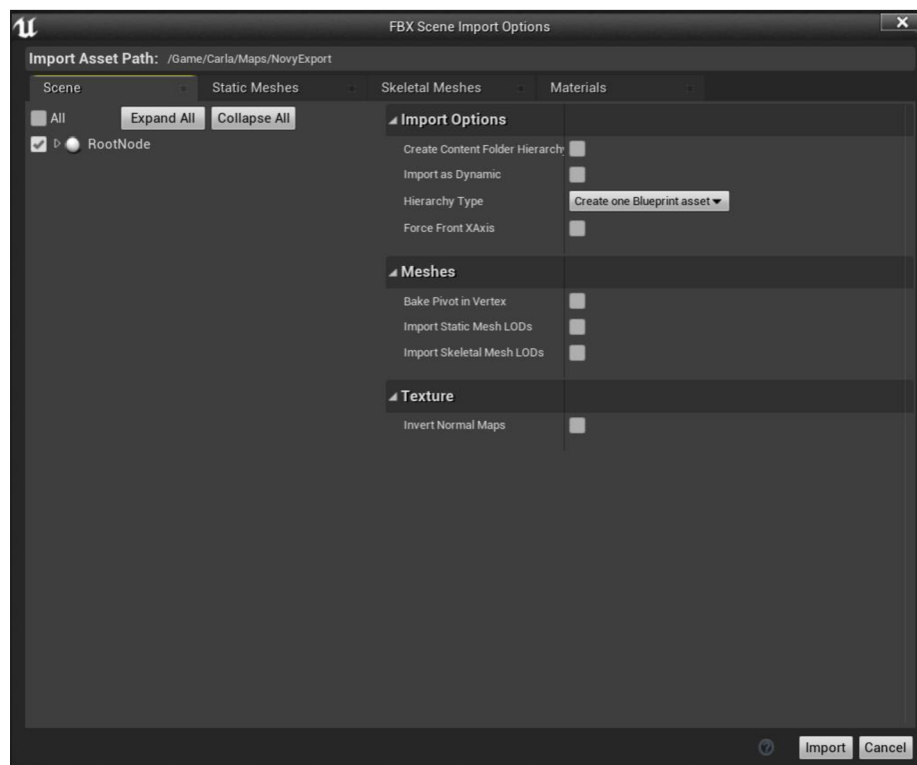 FBX Scene Import Options
Import Asset Path: /Game/Carla/Maps/NovyExport
Scene Static Meshes Skeletal Meshes Materials
All Expand All Collapse All
RootNode
Import Options
Create Content Folder Hierarchy
Import as Dynamic
Hierarchy Type Create one Blueprint asset
Force Front XAxis
Meshes
Bake Pivot in Vertex
Import Static Mesh LODs
Import Skeletal Mesh LODs
Texture
Invert Normal Maps
Import Cancel